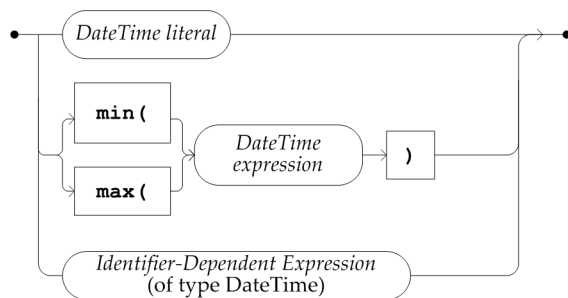 DateTime literal
min(
DateTime
expression
)
max(
Identifier-Dependent Expression
(of type DateTime)